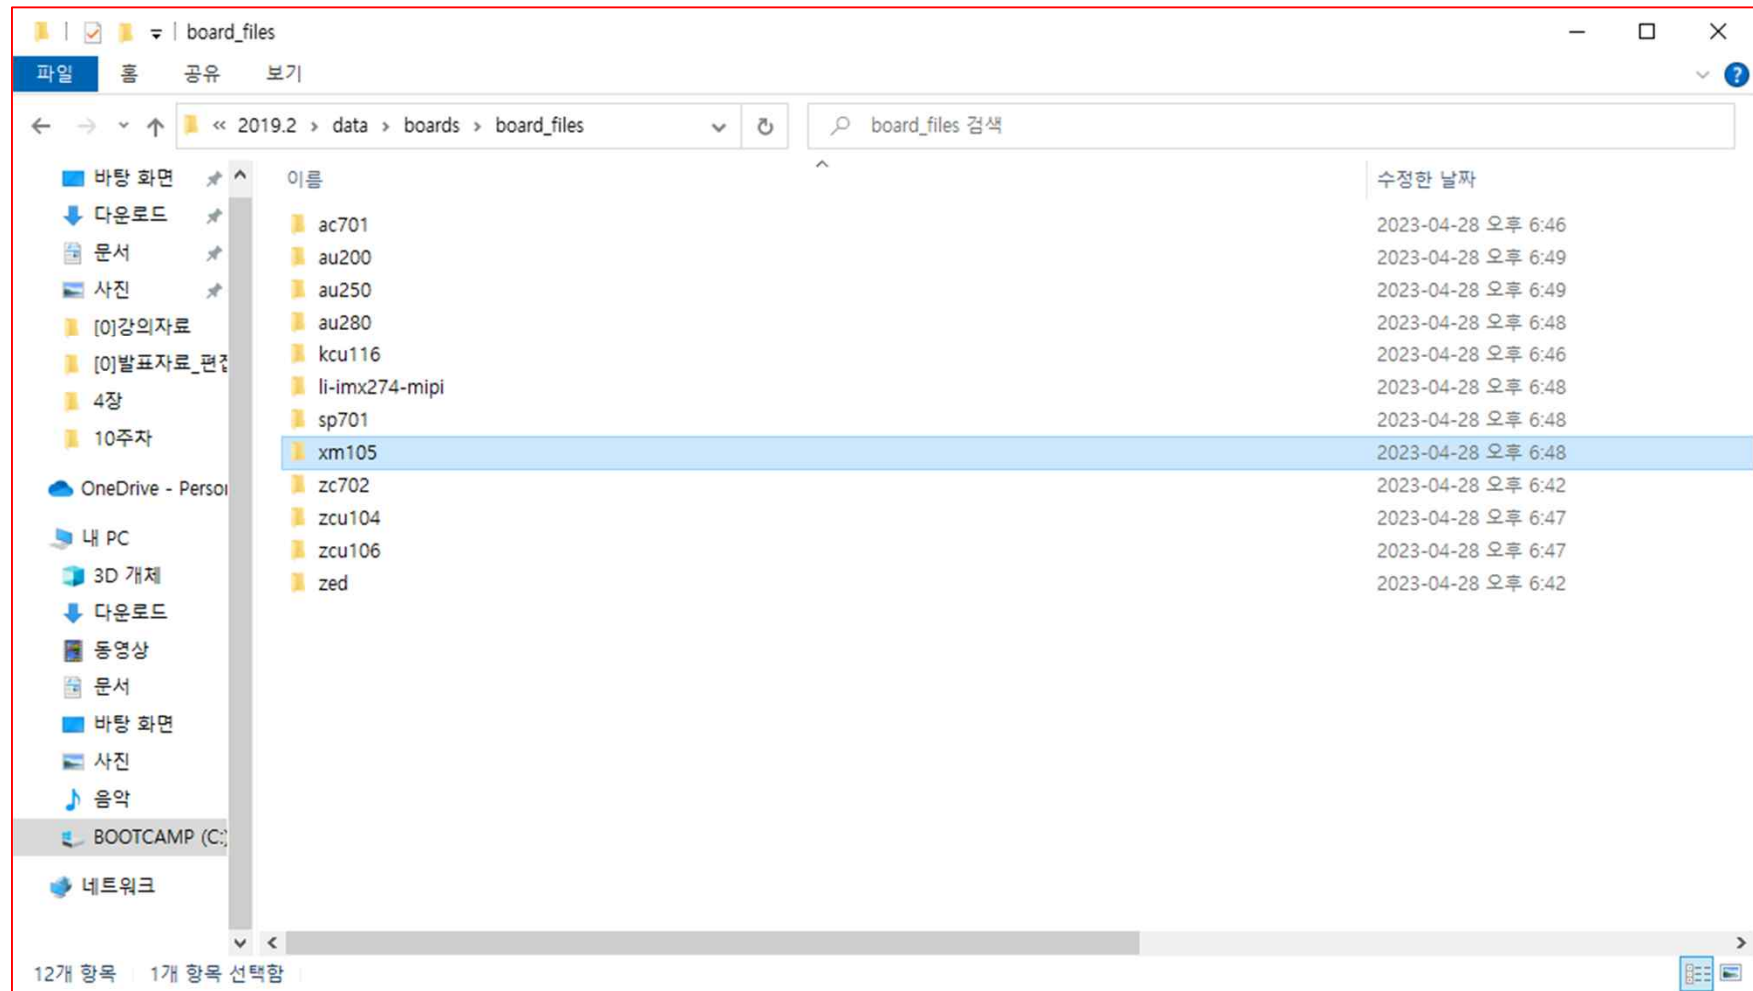 board_files
파일 홈 공유 보기
« 2019.2 › data › boards › board_files
board_files 검색
바탕 화면
다운로드
문서
사진
[0]강의자료
[0]발표자료_편집
4장
10주차
OneDrive - Person
내 PC
3D 개체
다운로드
동영상
문서
바탕 화면
사진
음악
BOOTCAMP (C:)
네트워크
이름 수정한 날짜
ac701 2023-04-28 오후 6:46
au200 2023-04-28 오후 6:49
au250 2023-04-28 오후 6:49
au280 2023-04-28 오후 6:48
kcu116 2023-04-28 오후 6:46
li-imx274-mipi 2023-04-28 오후 6:48
sp701 2023-04-28 오후 6:48
xm105 2023-04-28 오후 6:48
zc702 2023-04-28 오후 6:42
zcu104 2023-04-28 오후 6:47
zcu106 2023-04-28 오후 6:47
zed 2023-04-28 오후 6:42
12개 항목 1개 항목 선택함